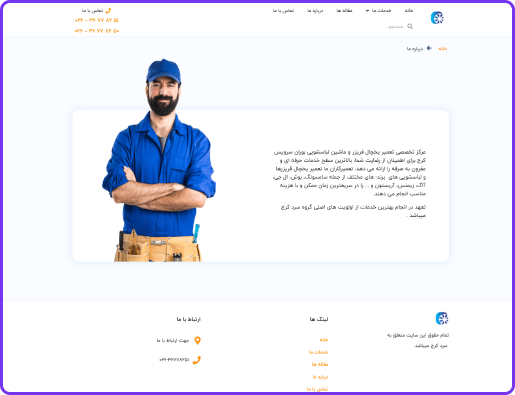 خانه
خدمات ما
مقاله ها
درباره ما
تماس با ما
تماس با ما
۰۲۶ – ۳۶ ۷۷ ۸۲ ۵۱
۰۲۶ – ۳۶ ۷۷ ۸۲ ۵۰
جستجو...
خانه
درباره ما
مرکز تخصصی تعمیر یخچال فریزر و ماشین لباسشویی بوران سرویس
کرج برای اطمینان از رضایت شما، بالاترین سطح خدمات حرفه ای و
مقرون به صرفه را ارائه می دهد. تعمیرکاران ما تعمیر یخچال فریزرها
و لباسشویی های برند های مختلف از جمله سامسونگ، بوش، ال جی،
آاگ، زیمنس، آریستون و ... را در سریعترین زمان ممکن و با هزینه
مناسب انجام می دهند.
تعهد در انجام بهترین خدمات از اولویت های اصلی گروه سرد کرج
میباشد .
تمام حقوق این سایت متعلق به
سرد کرج میباشد.
لینک ها
خانه
خدمات ما
مقاله ها
درباره ما
تماس با ما
ارتباط با ما
جهت ارتباط با ما
۰۲۶-۳۶۷۷۸۲۵۱